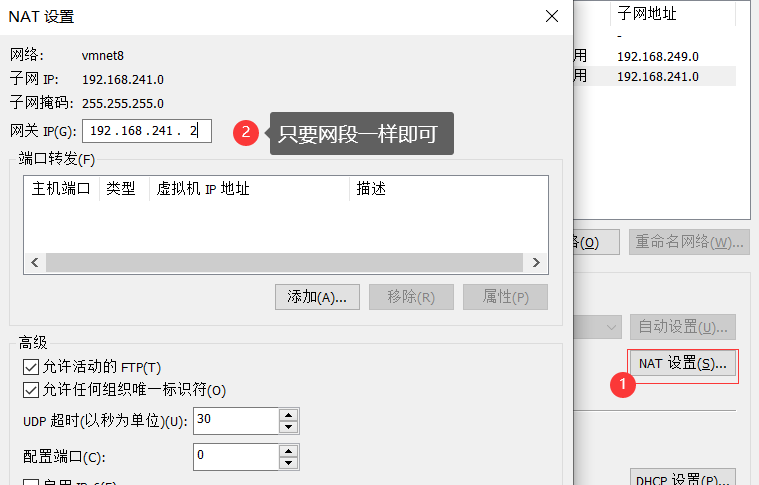 NAT 设置
网络: vmnet8
子网 IP: 192.168.241.0
子网掩码: 255.255.255.0
网关 IP(G): 192 . 168 . 241 . 2
2 只要网段一样即可
端口转发(F)
主机端口 类型 虚拟机 IP 地址 描述
添加(A)... 移除(R) 属性(P)
高级
允许活动的 FTP(T)
允许任何组织唯一标识符(O)
UDP 超时(以秒为单位)(U): 30
配置端口(C): 0
子网地址
-
用 192.168.249.0
用 192.168.241.0
(O) 重命名网络(W)...
自动设置(U)...
NAT 设置(S)...
1
DHCP 设置(P)...